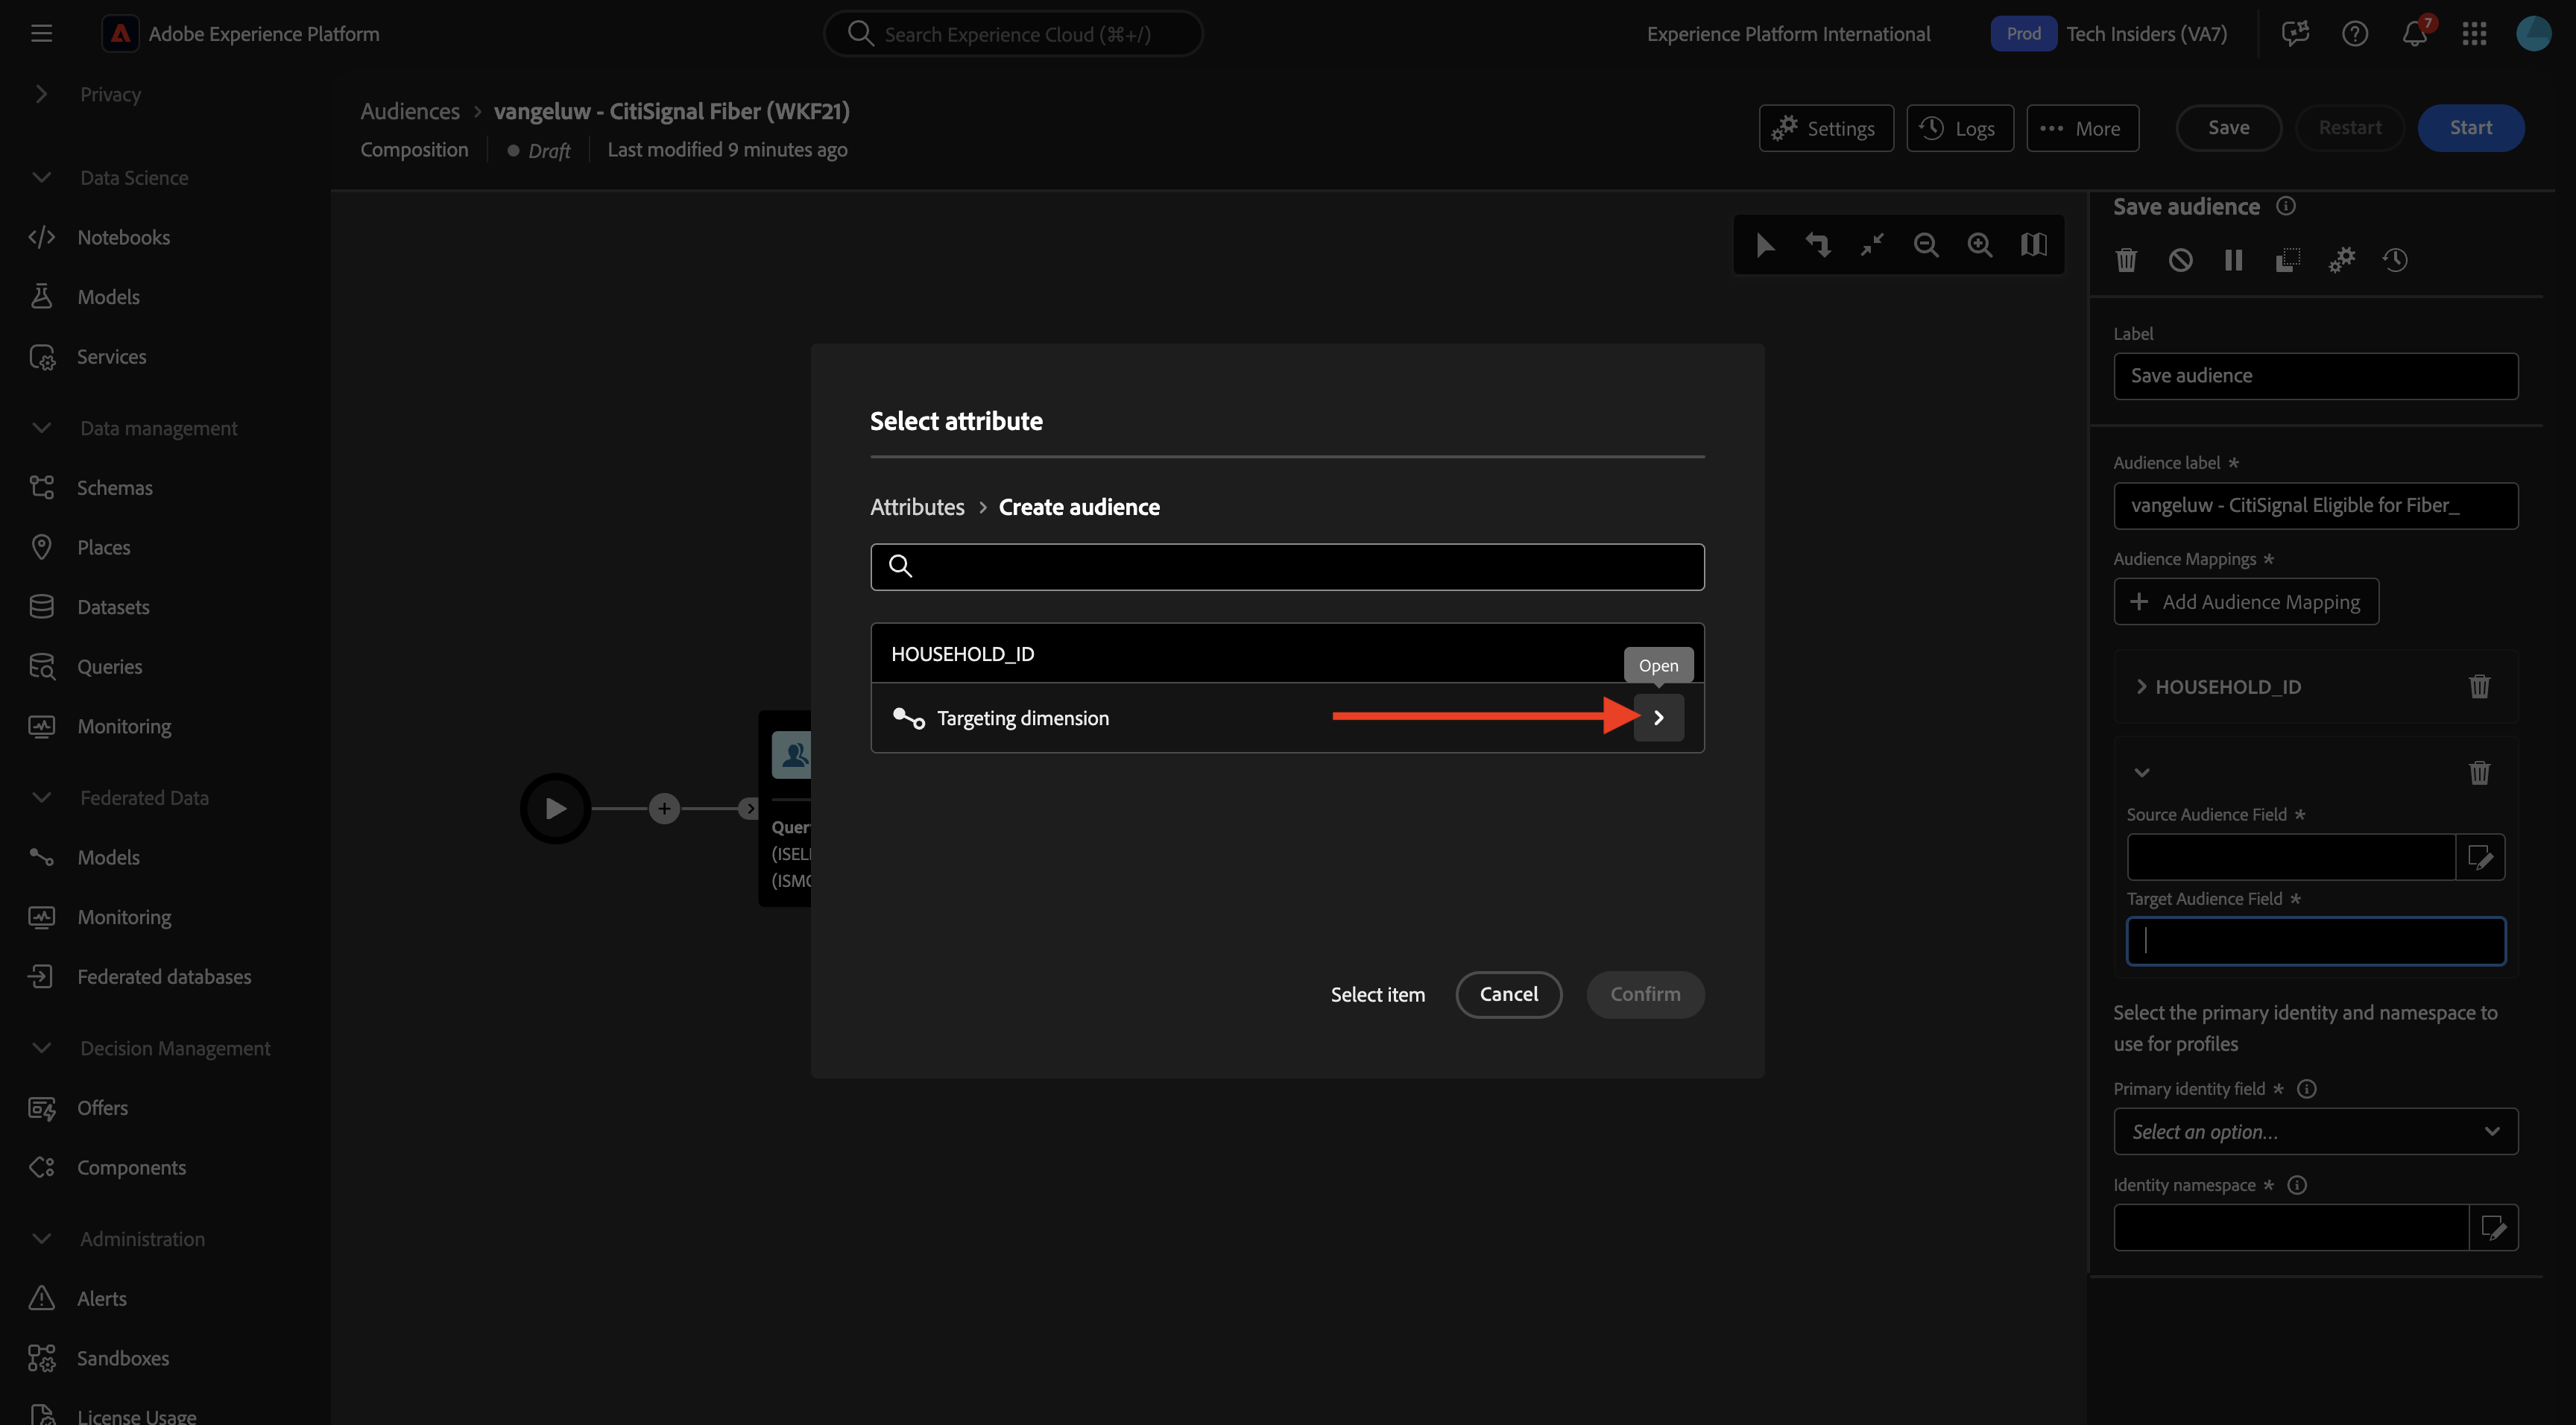 Adobe Experience Platform
Search Experience Cloud (⌘+/)
Experience Platform International
Prod
Tech Insiders (VA7)
7
Privacy
Data Science
Notebooks
Models
Services
Data management
Schemas
Places
Datasets
Queries
Monitoring
Federated Data
Models
Monitoring
Federated databases
Decision Management
Offers
Components
Administration
Alerts
Sandboxes
License Usage
Audiences > vangeluw - CitiSignal Fiber (WKF21)
Composition
Draft
Last modified 9 minutes ago
Settings
Logs
More
Save
Restart
Start
Quer
(ISELI
(ISMO
Select attribute
Attributes > Create audience
HOUSEHOLD_ID
Open
Targeting dimension
Select item
Cancel
Confirm
Save audience
Label
Save audience
Audience label *
vangeluw - CitiSignal Eligible for Fiber_
Audience Mappings *
+ Add Audience Mapping
HOUSEHOLD_ID
Source Audience Field *
Target Audience Field *
Select the primary identity and namespace to
use for profiles
Primary identity field *
Select an option...
Identity namespace *